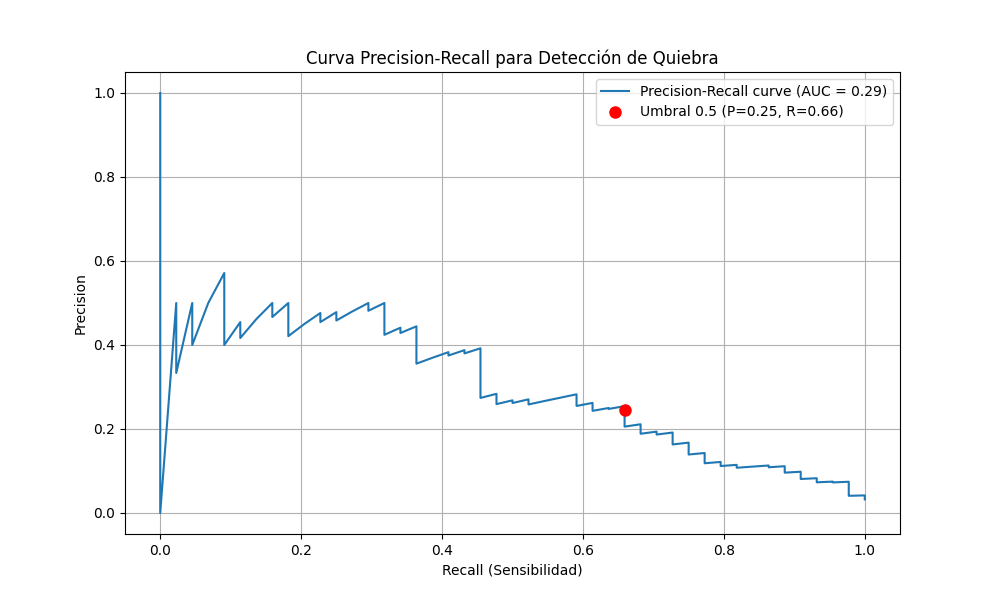 Curva Precision-Recall para Detección de Quiebra
Precision-Recall curve (AUC = 0.29)
Umbral 0.5 (P=0.25, R=0.66)
Precision
1.0
0.8
0.6
0.4
0.2
0.0
0.0 0.2 0.4 0.6 0.8 1.0
Recall (Sensibilidad)